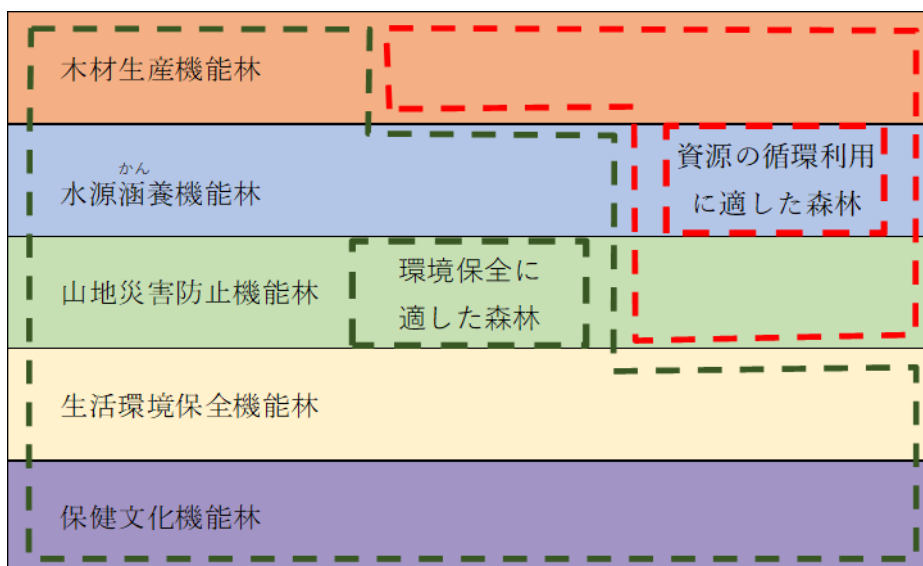 木材生産機能林
かん
水源涵養機能林
資源の循環利用
に適した森林
山地災害防止機能林
環境保全に
適した森林
生活環境保全機能林
保健文化機能林